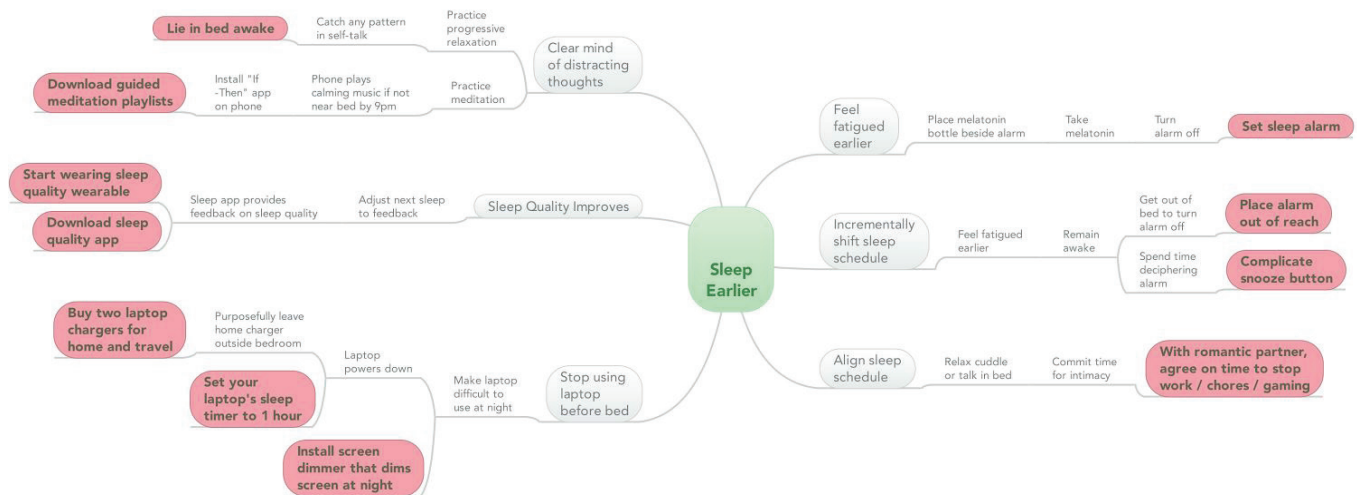 Lie in bed awake
Catch any pattern
in self-talk
Practice
progressive
relaxation
Clear mind
of distracting
thoughts
Download guided
meditation playlists
Install "If
-Then" app
on phone
Phone plays
calming music if not
near bed by 9pm
Practice
meditation
Start wearing sleep
quality wearable
Download sleep
quality app
Sleep app provides
feedback on sleep quality
Adjust next sleep
to feedback
Sleep Quality Improves
Buy two laptop
chargers for
home and travel
Purposefully leave
home charger
outside bedroom
Set your
laptop's sleep
timer to 1 hour
Laptop
powers down
Install screen
dimmer that dims
screen at night
Make laptop
difficult to
use at night
Stop using
laptop
before bed
Sleep
Earlier
Feel
fatigued
earlier
Place melatonin
bottle beside alarm
Take
melatonin
Turn
alarm off
Set sleep alarm
Incrementally
shift sleep
schedule
Feel fatigued
earlier
Remain
awake
Get out of
bed to turn
alarm off
Place alarm
out of reach
Spend time
deciphering
alarm
Complicate
snooze button
Align sleep
schedule
Relax cuddle
or talk in bed
Commit time
for intimacy
With romantic partner,
agree on time to stop
work / chores / gaming